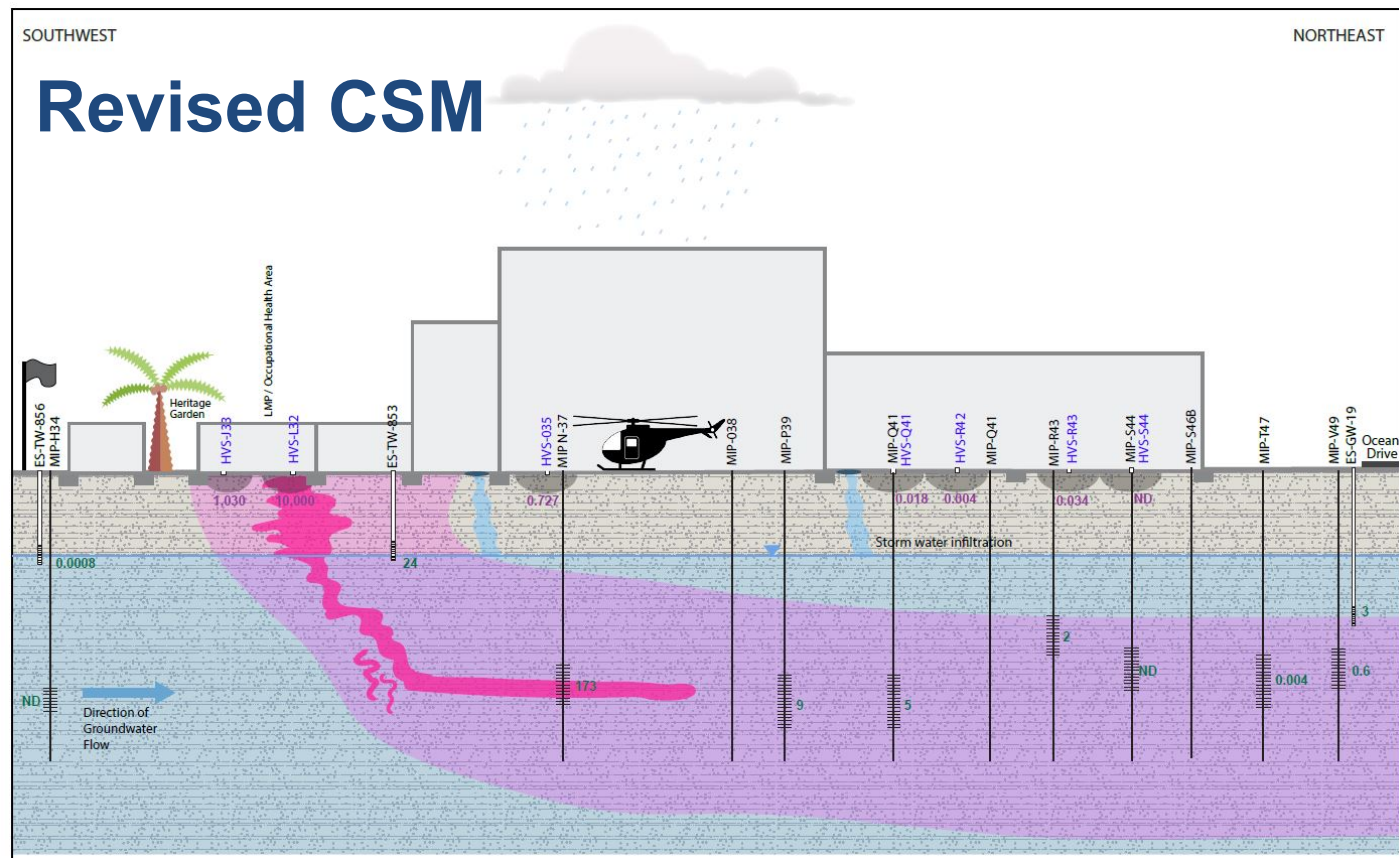 SOUTHWEST
NORTHEAST
Revised CSM
ES-TW-856
MIP-H34
Heritage
Garden
HVS-J33
LMP / Occupational Health Area
HVS-L32
ES-TW-853
HVS-035
MIP N-37
MIP-038
MIP-P39
MIP-Q41
HVS-Q41
HVS-R42
MIP-Q41
MIP-R43
HVS-R43
MIP-S44
HVS-S44
MIP-S46B
MIP-T47
MIP-V49
ES-GW-19
Ocean
Drive
1,030
10,000
0.727
0.018
0.004
0.034
ND
Storm water infiltration
0.0008
24
3
2
ND
0.004
0.6
ND
173
9
5
Direction of
Groundwater
Flow